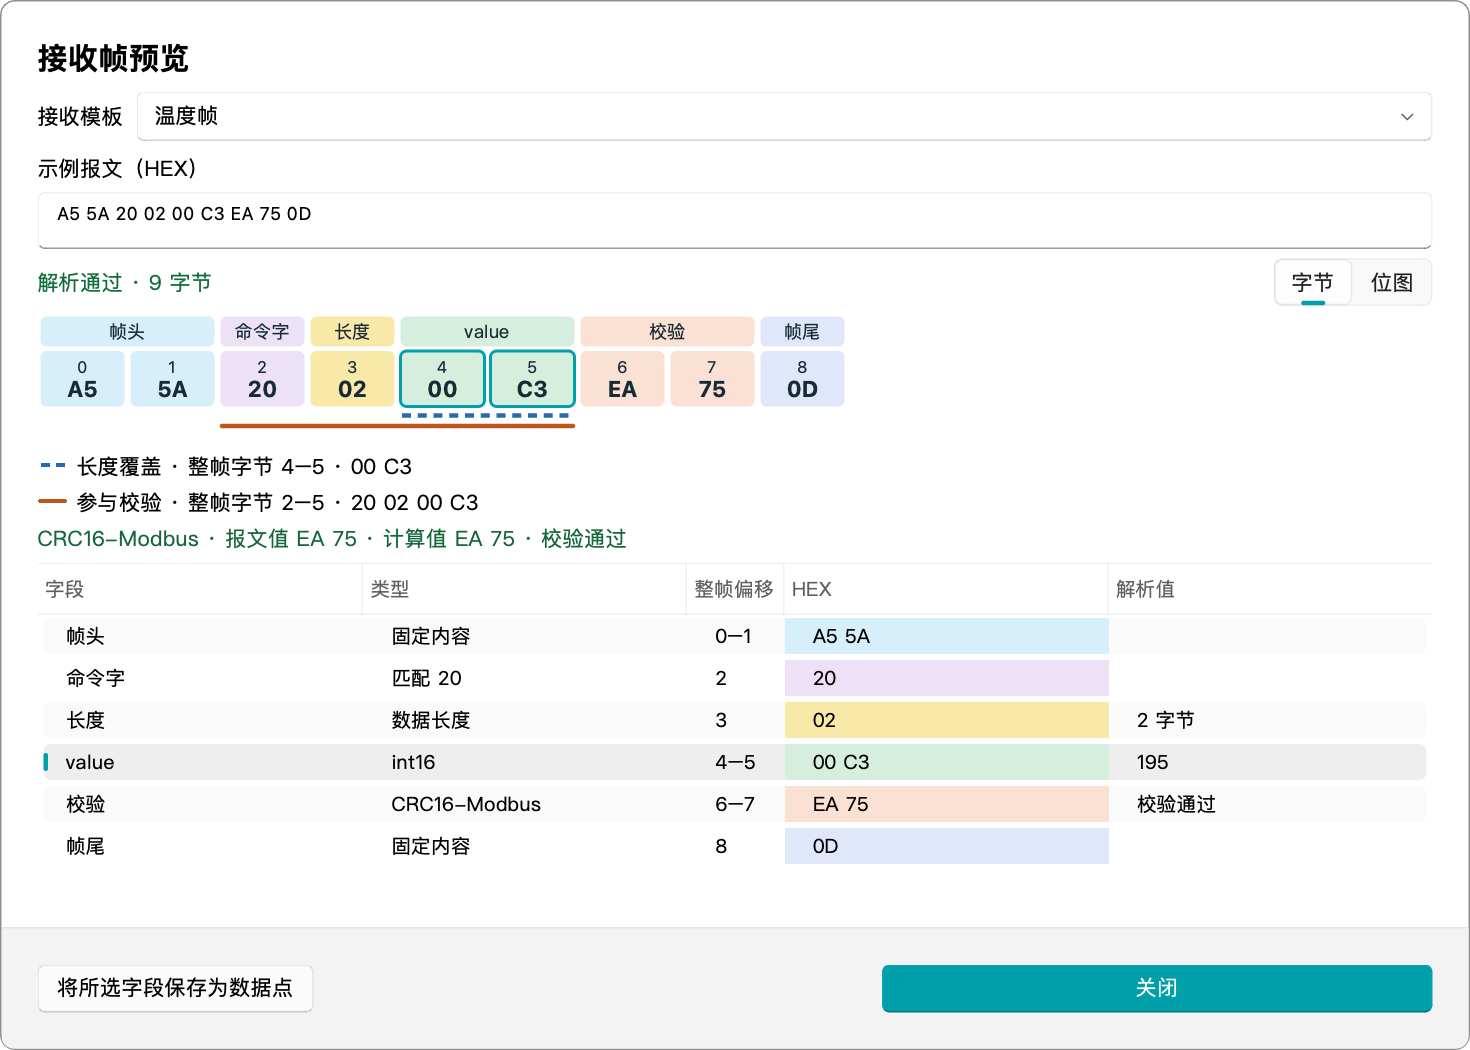 接收帧预览
接收模板 温度帧
示例报文（HEX）
A5 5A 20 02 00 C3 EA 75 0D
解析通过 · 9 字节 字节 位图
帧头 命令字 长度 value 校验 帧尾
0 1 2 3 4 5 6 7 8
A5 5A 20 02 00 C3 EA 75 0D
长度覆盖 · 整帧字节 4–5 · 00 C3
参与校验 · 整帧字节 2–5 · 20 02 00 C3
CRC16-Modbus · 报文值 EA 75 · 计算值 EA 75 · 校验通过
字段 类型 整帧偏移 HEX 解析值
帧头 固定内容 0–1 A5 5A
命令字 匹配 20 2 20
长度 数据长度 3 02 2 字节
value int16 4–5 00 C3 195
校验 CRC16-Modbus 6–7 EA 75 校验通过
帧尾 固定内容 8 0D
将所选字段保存为数据点 关闭